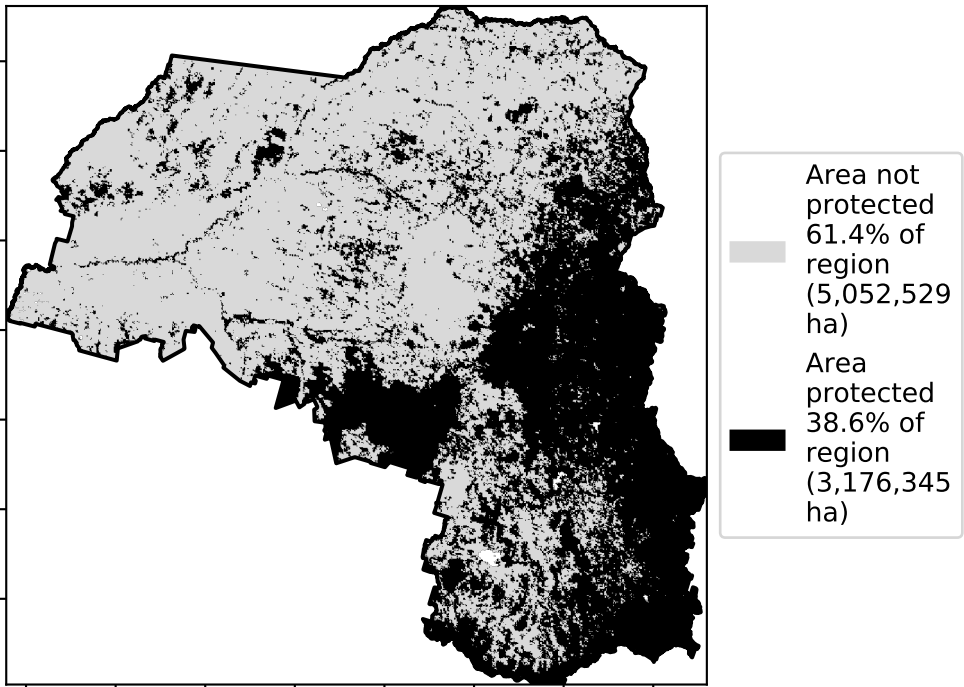 Area not
protected
61.4% of
region
(5,052,529
ha)
Area
protected
38.6% of
region
(3,176,345
ha)